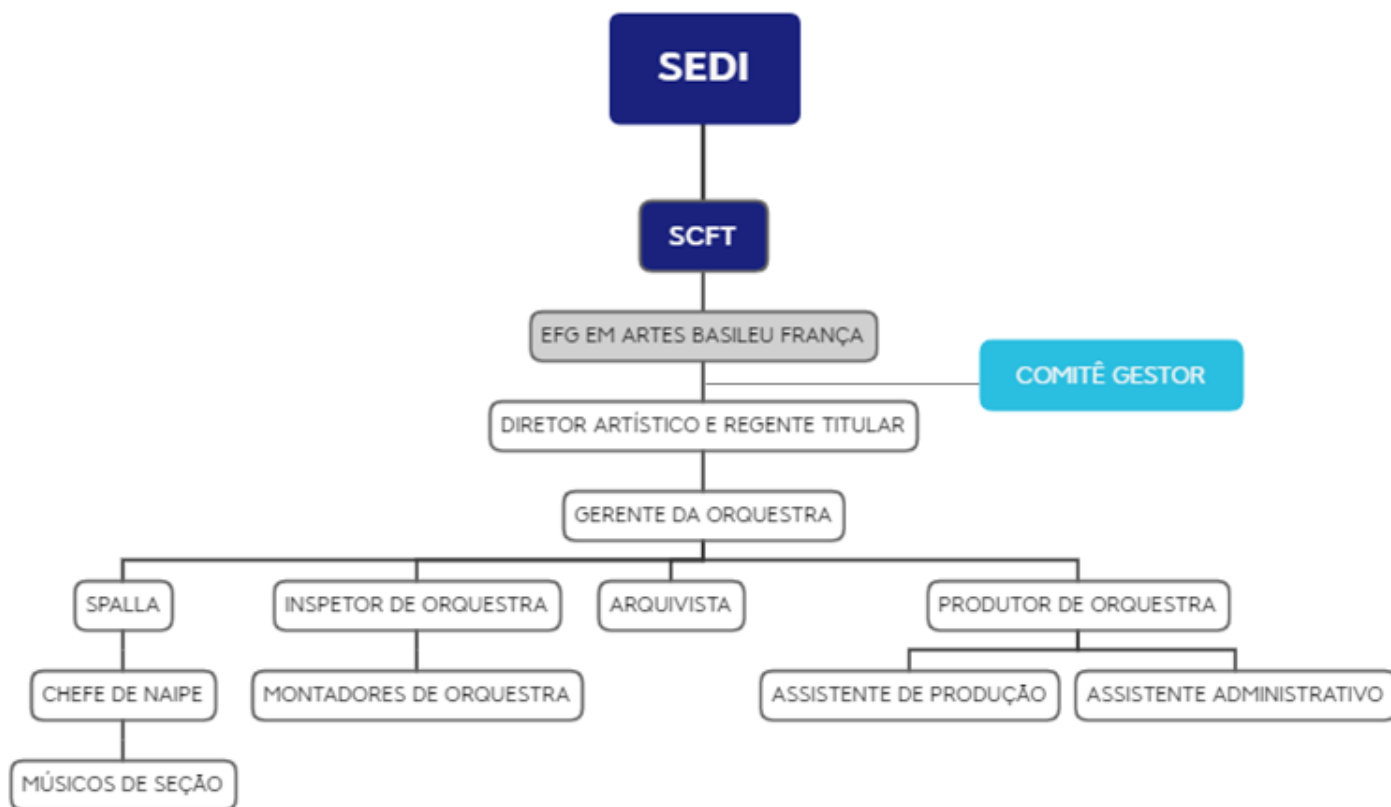 SEDI
SCFT
EFG EM ARTES BASILEU FRANÇA
COMITÊ GESTOR
DIRETOR ARTÍSTICO E REGENTE TITULAR
GERENTE DA ORQUESTRA
SPALLA
INSPETOR DE ORQUESTRA
ARQUIVISTA
PRODUTOR DE ORQUESTRA
CHEFE DE NAIPE
MONTADORES DE ORQUESTRA
ASSISTENTE DE PRODUÇÃO
ASSISTENTE ADMINISTRATIVO
MÚSICOS DE SEÇÃO